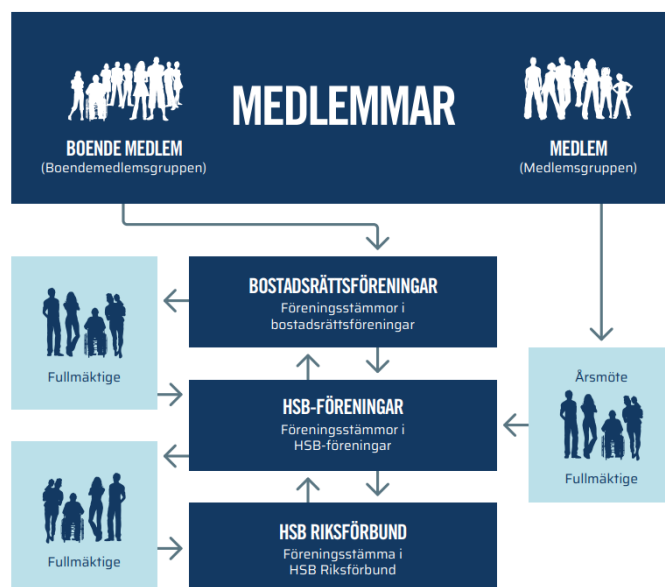 MEDLEMMAR
BOENDE MEDLEM
(Boendemedlemsgruppen)
MEDLEM
(Medlemsgruppen)
BOSTADSRÄTTSFÖRENINGAR
Föreningsstämmor i
bostadsrättsföreningar
Fullmäktige
HSB-FÖRENINGAR
Föreningsstämmor i
HSB-föreningar
Årsmöte
Fullmäktige
Fullmäktige
HSB RIKSFÖRBUND
Föreningsstämma i
HSB Riksförbund